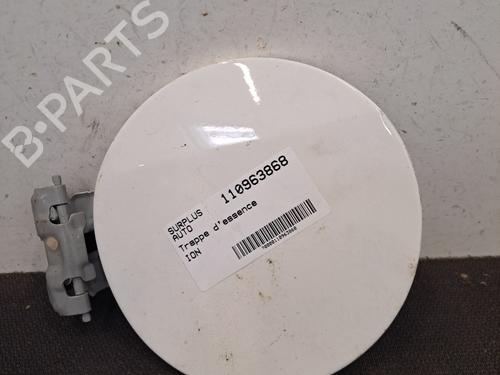 B-PARTS
SURPLUS AUTO 110963868
Trappe d'essence
ION